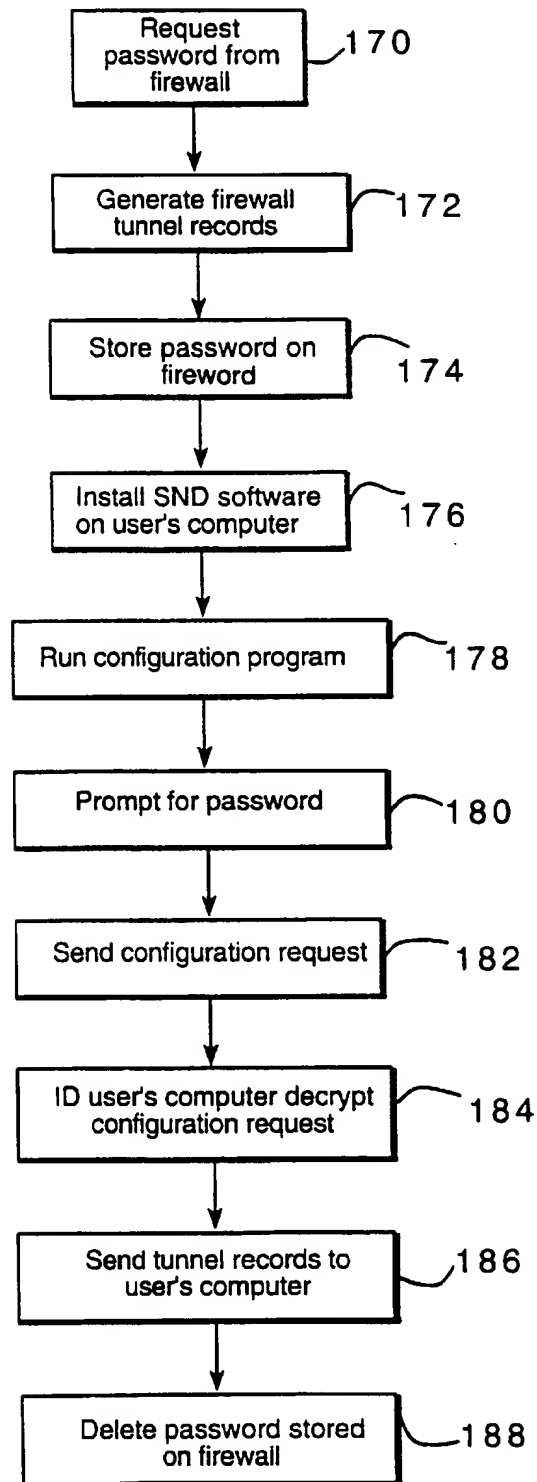 Request
password from
firewall
170
Generate firewall
tunnel records
172
Store password on
fireword
174
Install SND software
on user's computer
176
Run configuration program
178
Prompt for password
180
Send configuration request
182
ID user's computer decrypt
configuration request
184
Send tunnel records to
user's computer
186
Delete password stored
on firewall
188